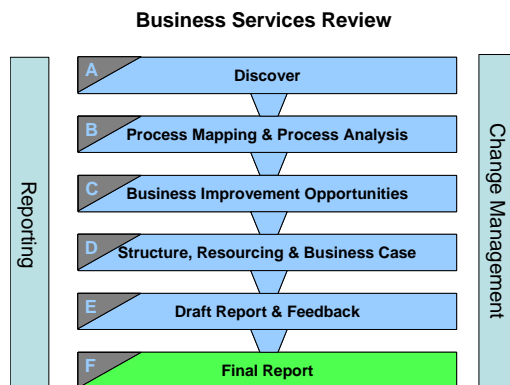 Business Services Review
A
Discover
B
Process Mapping & Process Analysis
C
Business Improvement Opportunities
D
Structure, Resourcing & Business Case
E
Draft Report & Feedback
F
Final Report
Reporting
Change Management